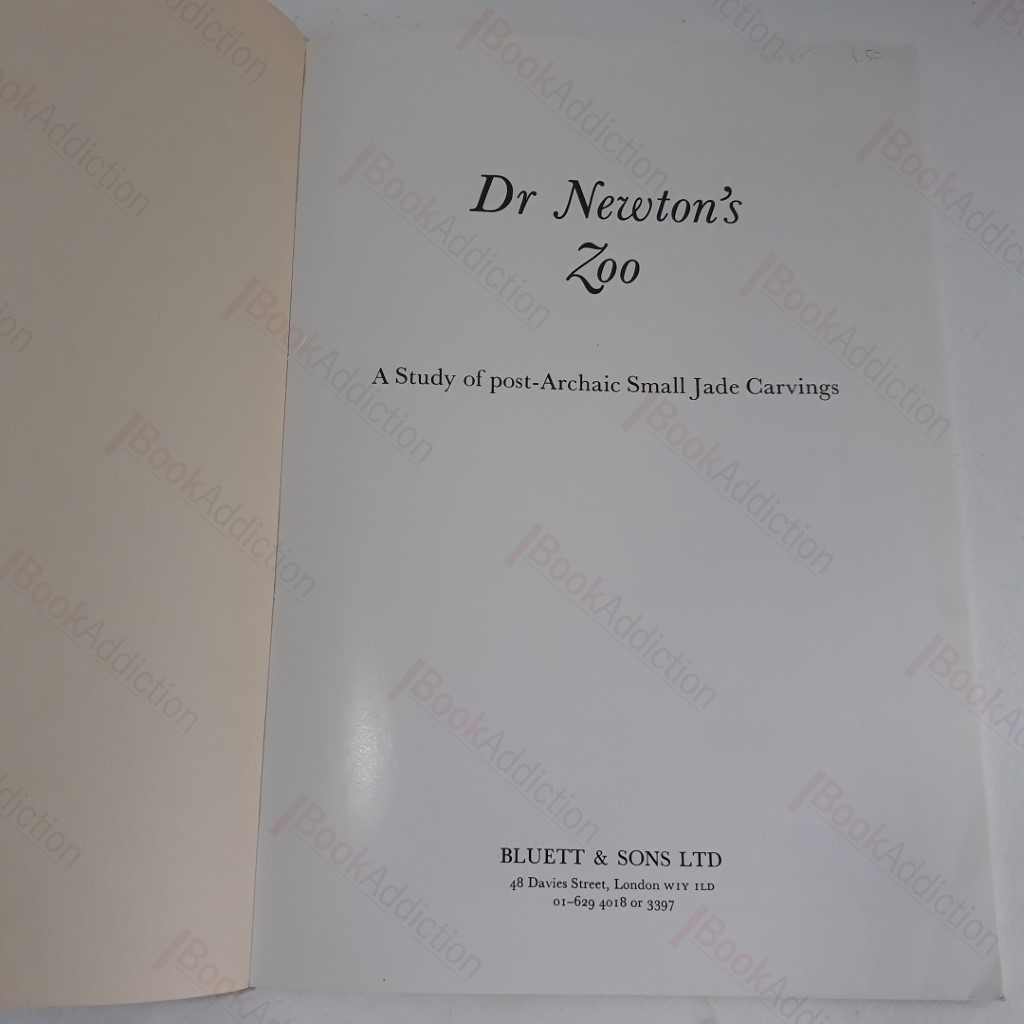 Dr Newton's
Zoo
A Study of post-Archaic Small Jade Carvings
BLUETT & SONS LTD
48 Davies Street, London W1Y 1LD
01-629 4018 or 3397
BookAddiction